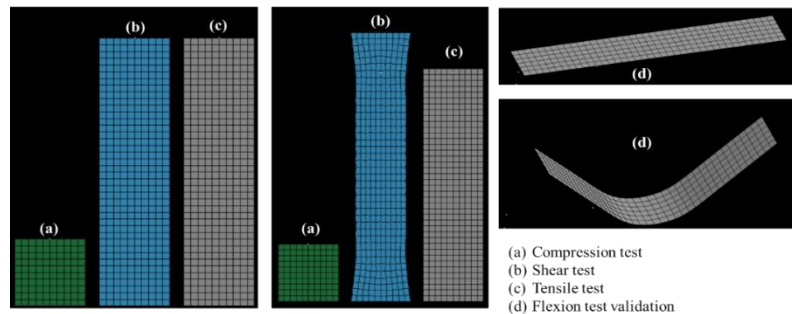 (b)
(c)
(a)
(b)
(c)
(a)
(d)
(d)
(a) Compression test
(b) Shear test
(c) Tensile test
(d) Flexion test validation